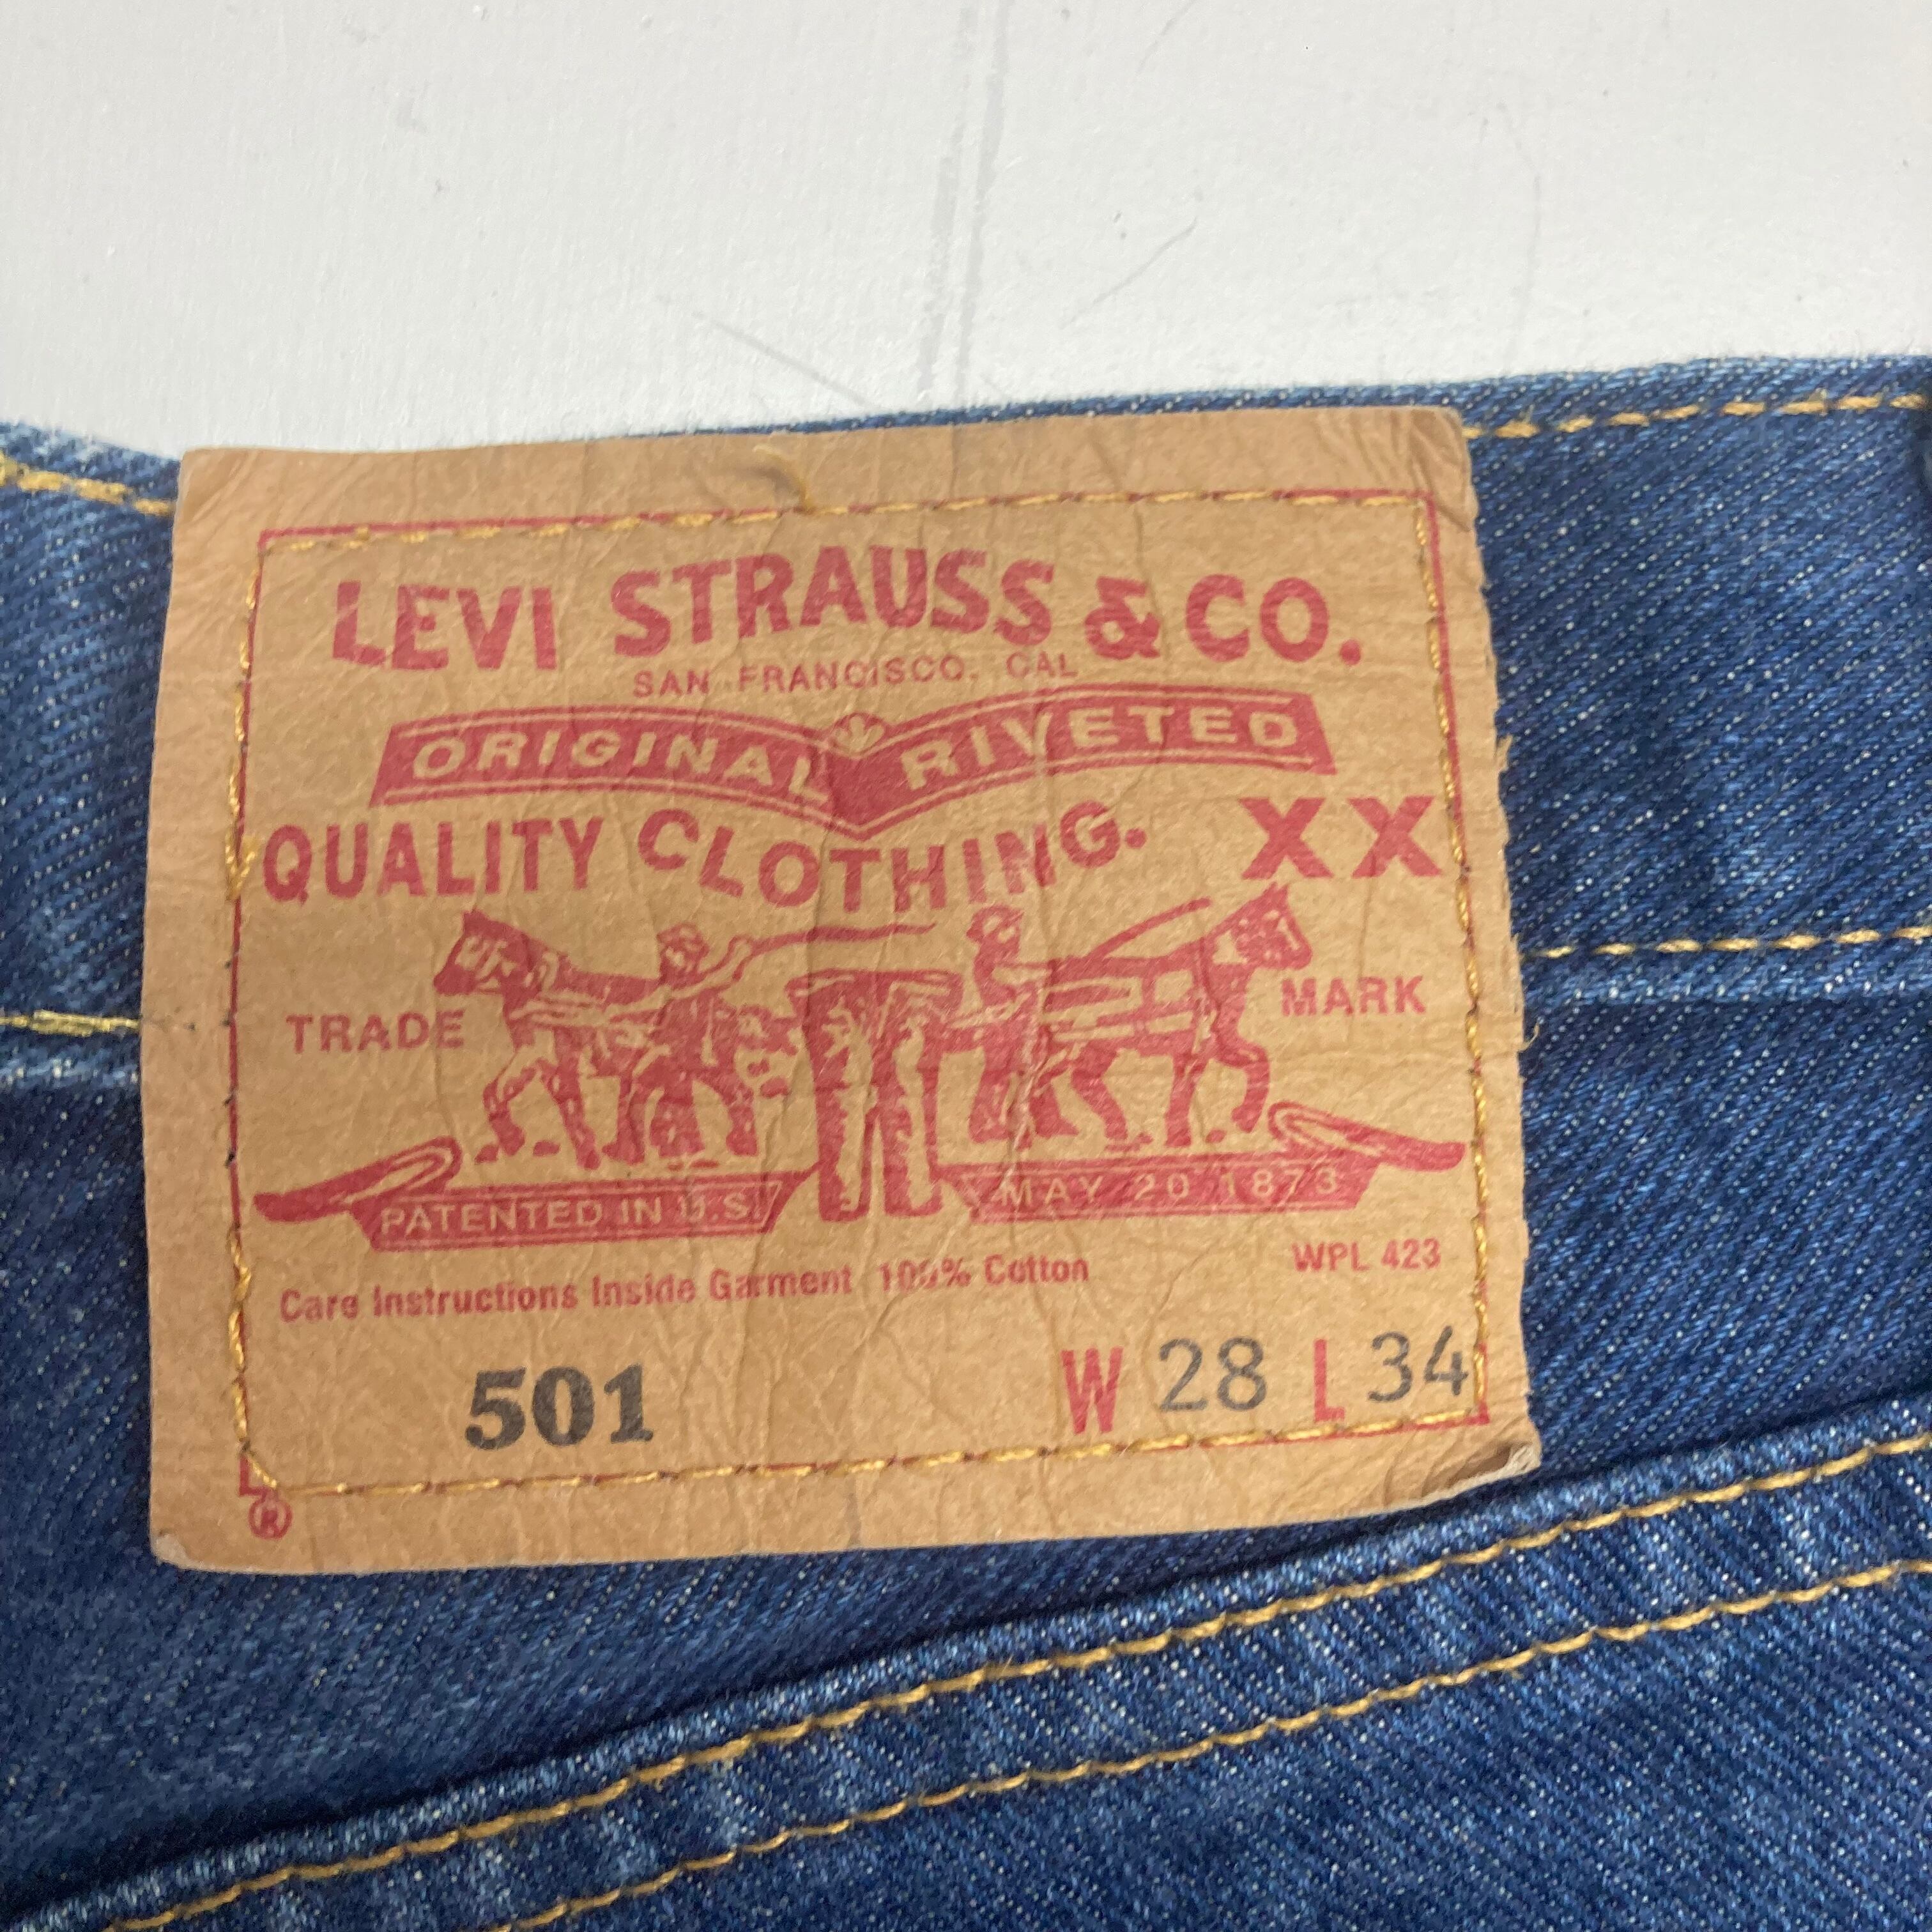 LEVI STRAUSS & CO.
SAN FRANCISCO, CAL
ORIGINAL RIVETED
QUALITY CLOTHING. XX
TRADE MARK
PATENTED IN U.S. MAY 20 1873
Care Instructions Inside Garment 100% Cotton WPL 423
501 W 28 L 34
®